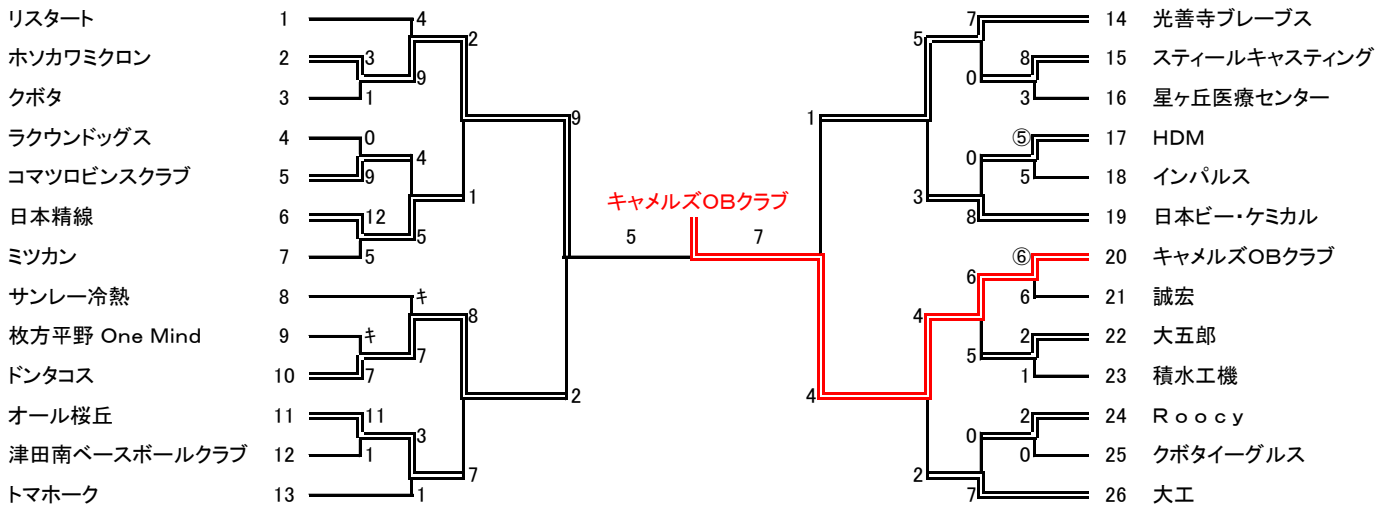 リスタート 1 4
ホソカワミクロン 2 3
クボタ 3 1
2
9
ラクウンドッグス 4 0
コマツロビンスクラブ 5 9
日本精線 6 12
ミツカン 7 5
4
5
1
9
サンレー冷熱 8 キ
枚方平野 One Mind 9 キ
ドンタコス 10 7
7
8
オール桜丘 11 11
津田南ベースボールクラブ 12 1
トマホーク 13 1
3
7
2
キャメルズOBクラブ
5 7
7 14 光善寺ブレーブス
8 15 スティールキャスティング
3 16 星ヶ丘医療センター
5
0
⑤ 17 HDM
5 18 インパルス
8 19 日本ビー・ケミカル
0
3
1
⑥ 20 キャメルズOBクラブ
6 21 誠宏
2 22 大五郎
1 23 積水工機
6
5
4
2 24 Roocy
0 25 クボタイーグルス
7 26 大工
0
2
4